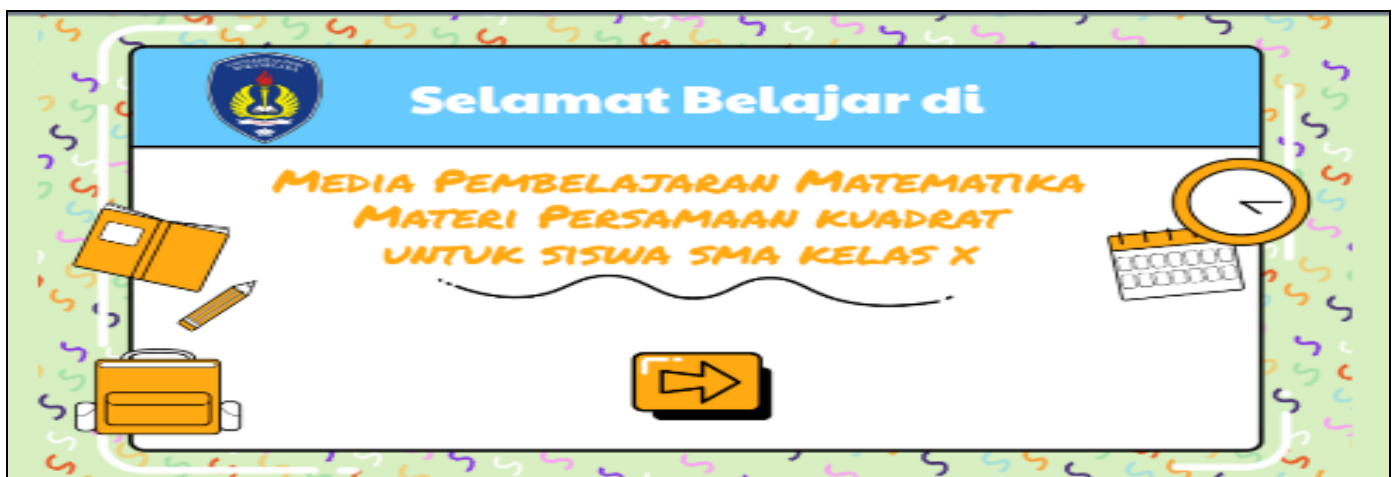 Selamat Belajar di
Media Pembelajaran Matematika
Materi Persamaan kuadrat
untuk siswa sma kelas x